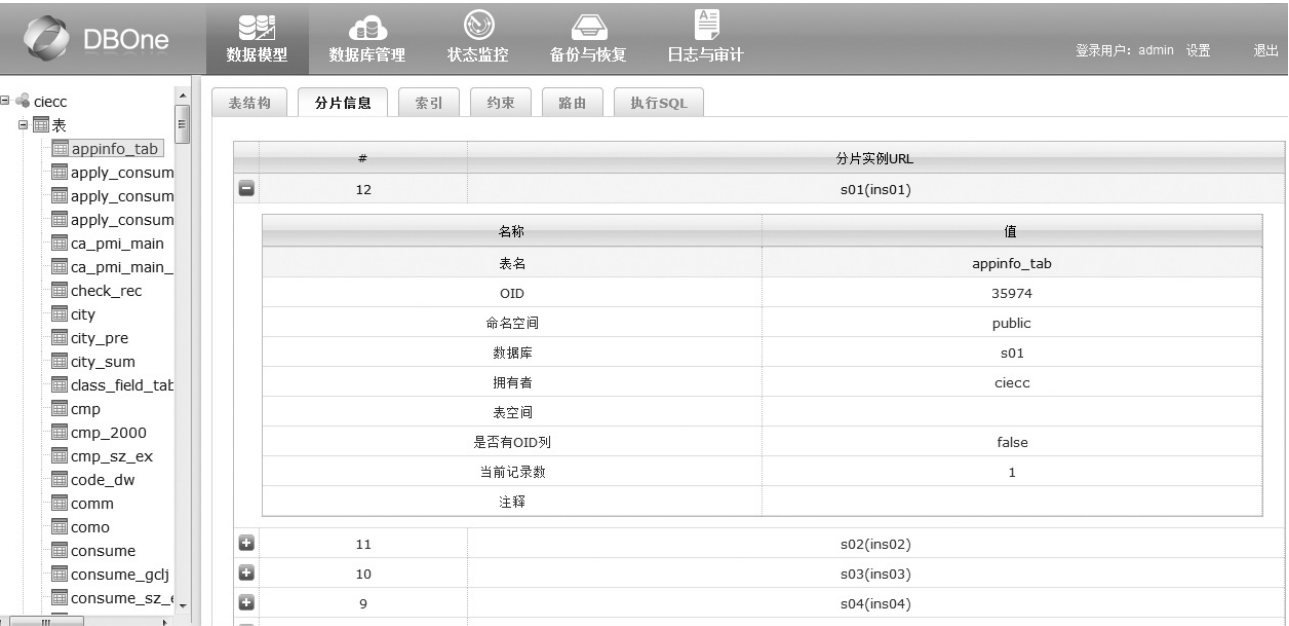 DBOne
数据模型 数据库管理 状态监控 备份与恢复 日志与审计
登录用户：admin 设置 退出
ciecc
表
appinfo_tab
apply_consum
apply_consum
apply_consum
ca_pmi_main
ca_pmi_main_
check_rec
city
city_pre
city_sum
class_field_tab
cmp
cmp_2000
cmp_sz_ex
code_dw
comm
como
consume
consume_gclj
consume_sz_e
表结构 分片信息 索引 约束 路由 执行SQL
# 分片实例URL
12 s01(ins01)
名称 值
表名 appinfo_tab
OID 35974
命名空间 public
数据库 s01
拥有者 ciecc
表空间
是否有OID列 false
当前记录数 1
注释
11 s02(ins02)
10 s03(ins03)
9 s04(ins04)